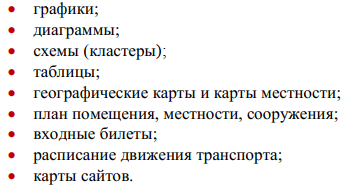 • графики;
• диаграммы;
• схемы (кластеры);
• таблицы;
• географические карты и карты местности;
• план помещения, местности, сооружения;
• входные билеты;
• расписание движения транспорта;
• карты сайтов.